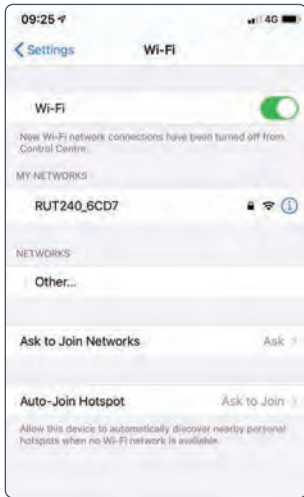 09:25
4G
Settings
Wi-Fi
Wi-Fi
New Wi-Fi network connections have been turned off from
Control Centre.
MY NETWORKS
RUT240_6CD7
NETWORKS
Other...
Ask to Join Networks
Ask
Auto-Join Hotspot
Ask to Join
Allow this device to automatically discover nearby personal
hotspots when no Wi-Fi network is available.